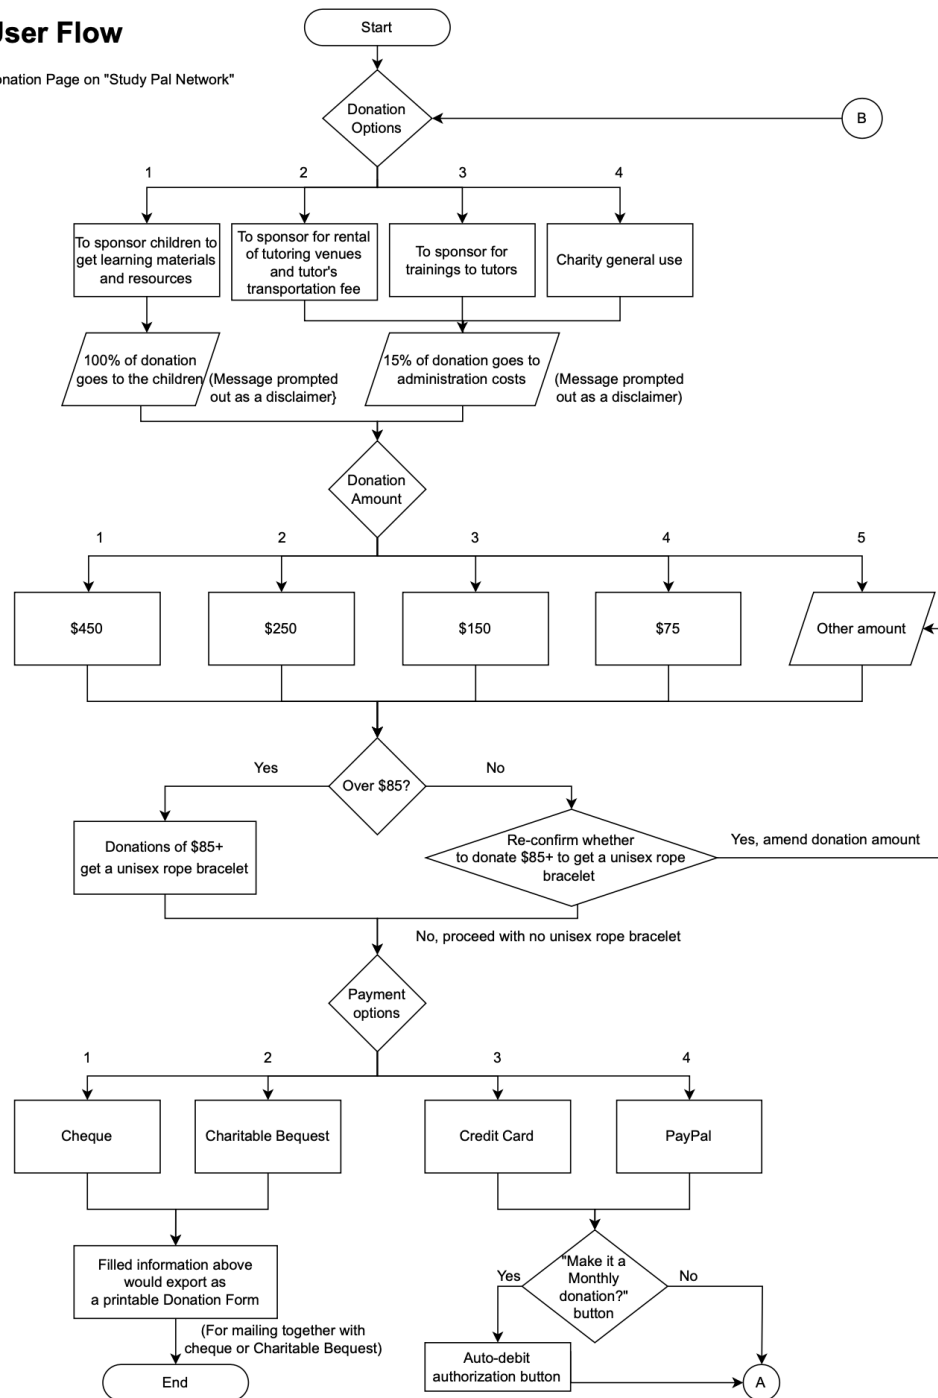 User Flow
Donation Page on "Study Pal Network"
Start
Donation
Options
B
1
2
3
4
To sponsor children to
get learning materials
and resources
To sponsor for rental
of tutoring venues
and tutor's
transportation fee
To sponsor for
trainings to tutors
Charity general use
100% of donation
goes to the children
(Message prompted
out as a disclaimer}
15% of donation goes to
administration costs
(Message prompted
out as a disclaimer)
Donation
Amount
1
2
3
4
5
$450
$250
$150
$75
Other amount
Over $85?
Yes
No
Donations of $85+
get a unisex rope bracelet
Re-confirm whether
to donate $85+ to get a unisex rope
bracelet
Yes, amend donation amount
No, proceed with no unisex rope bracelet
Payment
options
1
2
3
4
Cheque
Charitable Bequest
Credit Card
PayPal
Filled information above
would export as
a printable Donation Form
(For mailing together with
cheque or Charitable Bequest)
End
"Make it a
Monthly
donation?"
button
Yes
No
Auto-debit
authorization button
A